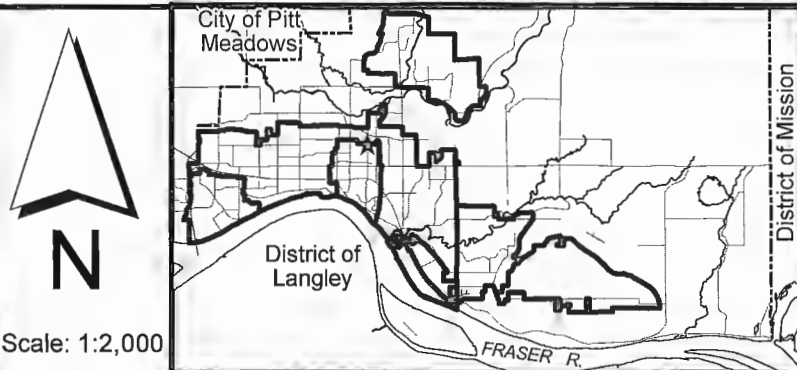 City of Pitt
Meadows
District of Mission
District of
Langley
N
Scale: 1:2,000
FRASER R.